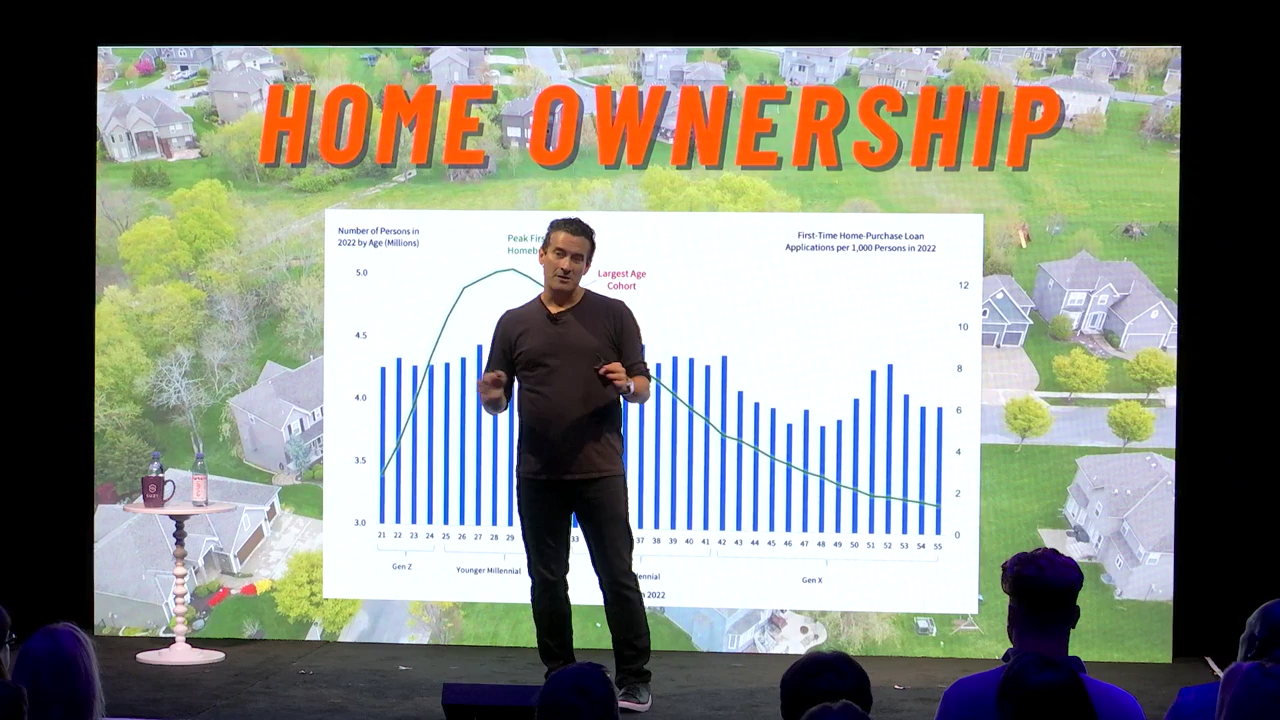 HOME OWNERSHIP
Number of Persons in
2022 by Age (Millions)
Peak
First-Time Home-Purchase Loan
Applications per 1,000 Persons in 2022
Largest Age
Cohort
5.0
4.5
4.0
3.5
3.0
12
10
8
6
4
2
0
21 22 23 24 25 26 27 28 29 33 37 38 39 40 41 42 43 44 45 46 47 48 49 50 51 52 53 54 55
Gen Z
Younger Millennial
Gen X
2022
evian